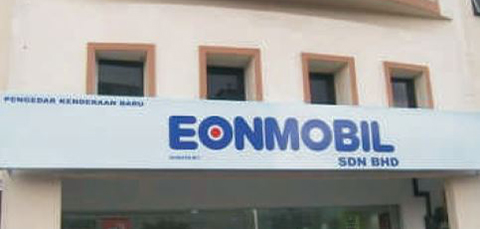 PENGEDAR KENDERAAN BARU
EONMOBIL
SDN BHD